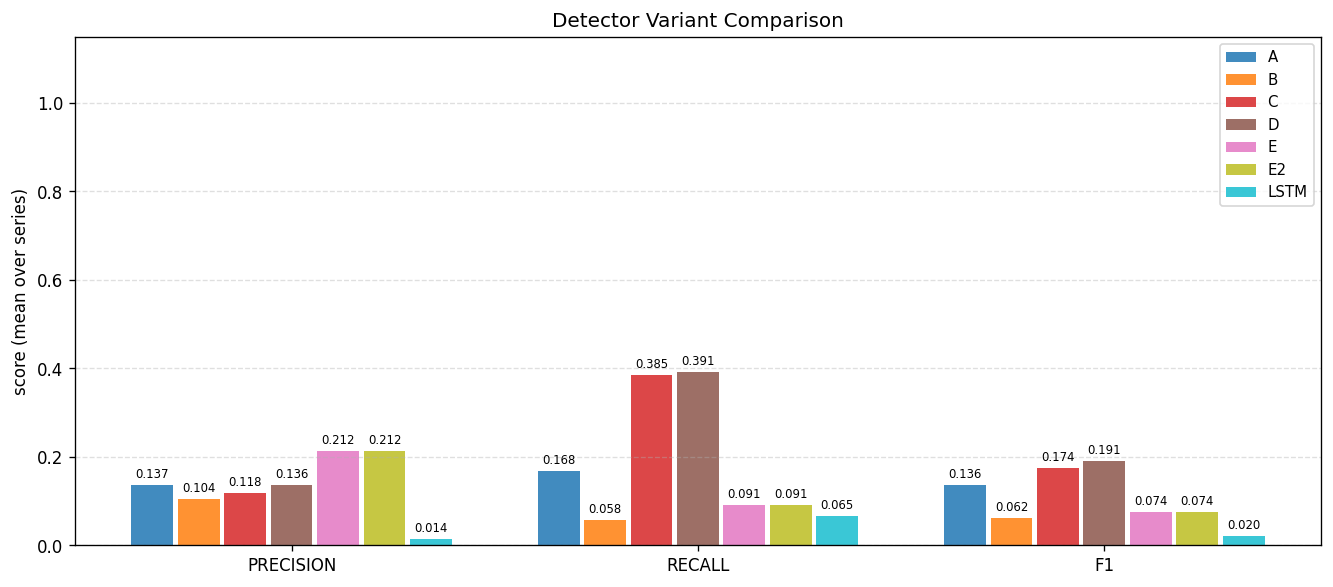 Detector Variant Comparison
score (mean over series)
1.0
0.8
0.6
0.4
0.2
0.0
A
B
C
D
E
E2
LSTM
0.137
0.104
0.118
0.136
0.212
0.212
0.014
0.168
0.058
0.385
0.391
0.091
0.091
0.065
0.136
0.062
0.174
0.191
0.074
0.074
0.020
PRECISION
RECALL
F1